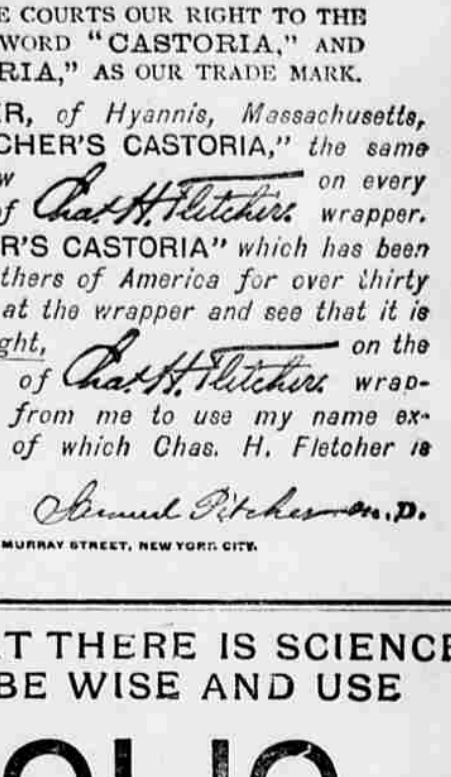 E COURTS OUR RIGHT TO THE
WORD "CASTORIA," AND
RIA," AS OUR TRADE MARK.
ER, of Hyannis, Massachusetts,
CHER'S CASTORIA," the same
w on every
of Chas. H. Fletcher. wrapper.
R'S CASTORIA" which has been
thers of America for over thirty
at the wrapper and see that it is
ght, on the
of Chas. H. Fletcher. wrap-
from me to use my name ex-
of which Chas. H. Fletcher is
Samuel Pitcher M.D.
MURRAY STREET, NEW YORK CITY.
AT THERE IS SCIENCE
BE WISE AND USE
OLIO